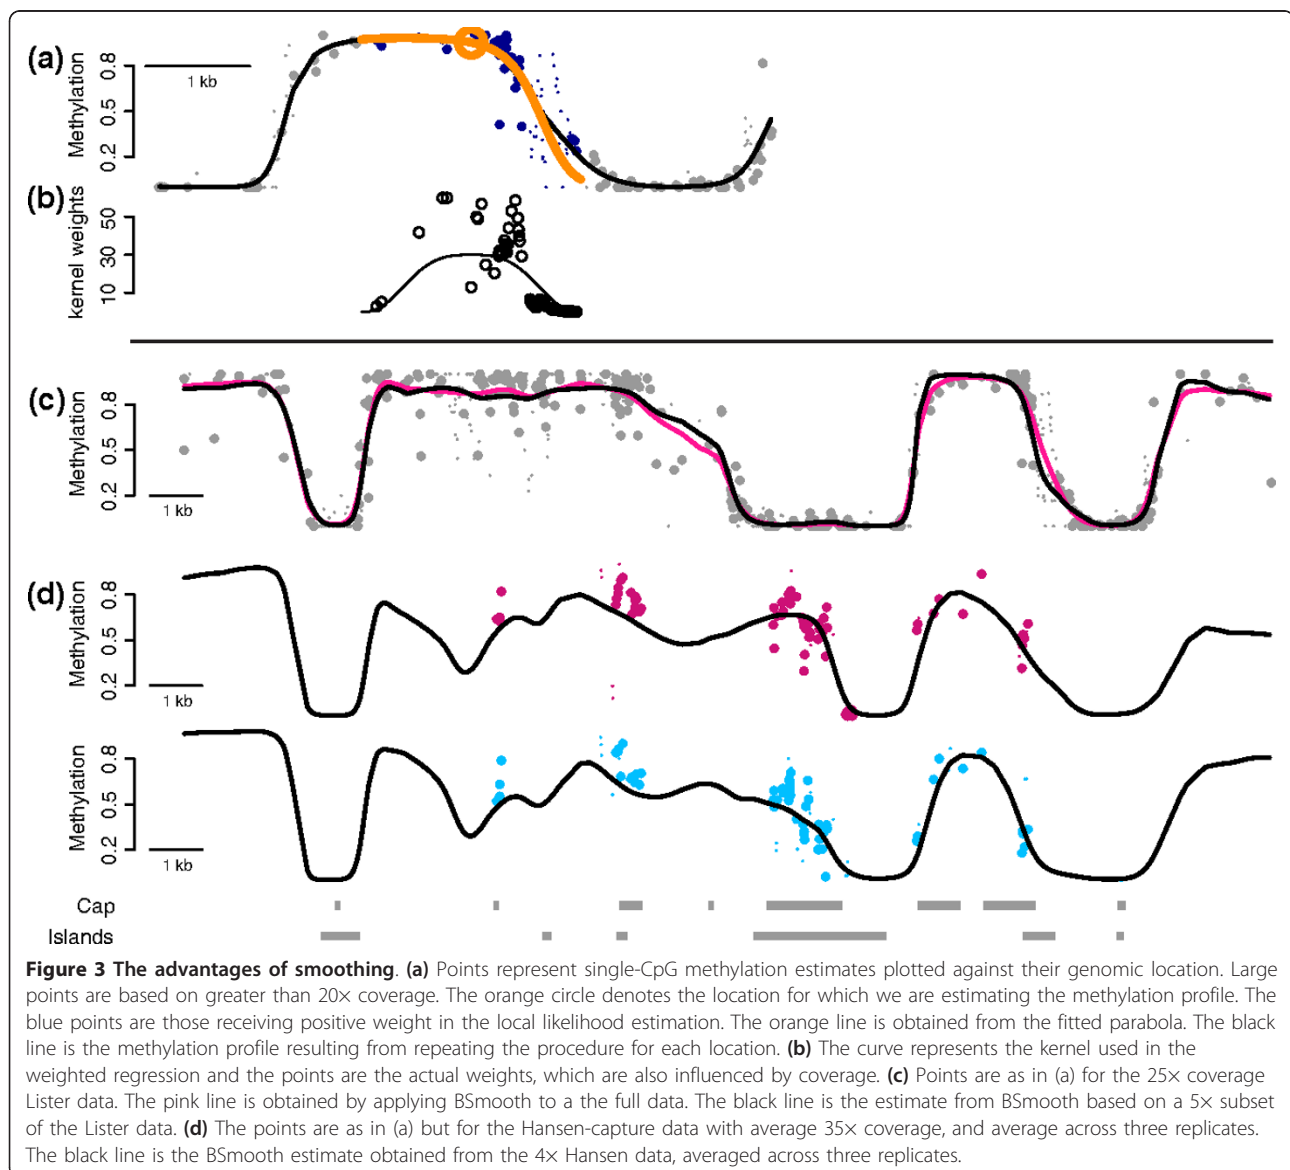 (a)
Methylation
0.2 0.5 0.8
1 kb
(b)
kernel weights
10 30 50
(c)
Methylation
0.2 0.5 0.8
1 kb
(d)
Methylation
0.2 0.5 0.8
1 kb
Methylation
0.2 0.5 0.8
1 kb
Cap
Islands
Figure 3 The advantages of smoothing. (a) Points represent single-CpG methylation estimates plotted against their genomic location. Large
points are based on greater than 20× coverage. The orange circle denotes the location for which we are estimating the methylation profile. The
blue points are those receiving positive weight in the local likelihood estimation. The orange line is obtained from the fitted parabola. The black
line is the methylation profile resulting from repeating the procedure for each location. (b) The curve represents the kernel used in the
weighted regression and the points are the actual weights, which are also influenced by coverage. (c) Points are as in (a) for the 25× coverage
Lister data. The pink line is obtained by applying BSmooth to a the full data. The black line is the estimate from BSmooth based on a 5× subset
of the Lister data. (d) The points are as in (a) but for the Hansen-capture data with average 35× coverage, and average across three replicates.
The black line is the BSmooth estimate obtained from the 4× Hansen data, averaged across three replicates.